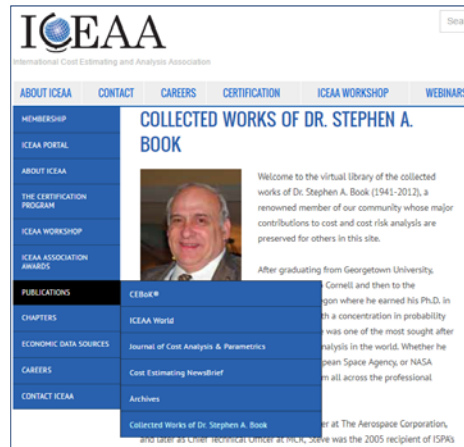 ICEAA
International Cost Estimating and Analysis Association
Sea
ABOUT ICEAA
CONTACT
CAREERS
CERTIFICATION
ICEAA WORKSHOP
WEBINARS
MEMBERSHIP
ICEAA PORTAL
ABOUT ICEAA
THE CERTIFICATION
PROGRAM
ICEAA WORKSHOP
ICEAA ASSOCIATION
AWARDS
PUBLICATIONS
CHAPTERS
ECONOMIC DATA SOURCES
CAREERS
CONTACT ICEAA
CEBoK®
ICEAA World
Journal of Cost Analysis & Parametrics
Cost Estimating NewsBrief
Archives
Collected Works of Dr. Stephen A. Book
COLLECTED WORKS OF DR. STEPHEN A.
BOOK
Welcome to the virtual library of the collected
works of Dr. Stephen A. Book (1941-2012), a
renowned member of our community whose major
contributions to cost and cost risk analysis are
preserved for others in this site.
After graduating from Georgetown University,
Cornell and then to the
gon where he earned his Ph.D. in
th a concentration in probability
was one of the most sought after
nalysis in the world. Whether he
pean Space Agency, or NASA
m all across the professional
er at The Aerospace Corporation,
and later as Chief Technical Officer at MCR, Steve was the 2005 recipient of ISPA's